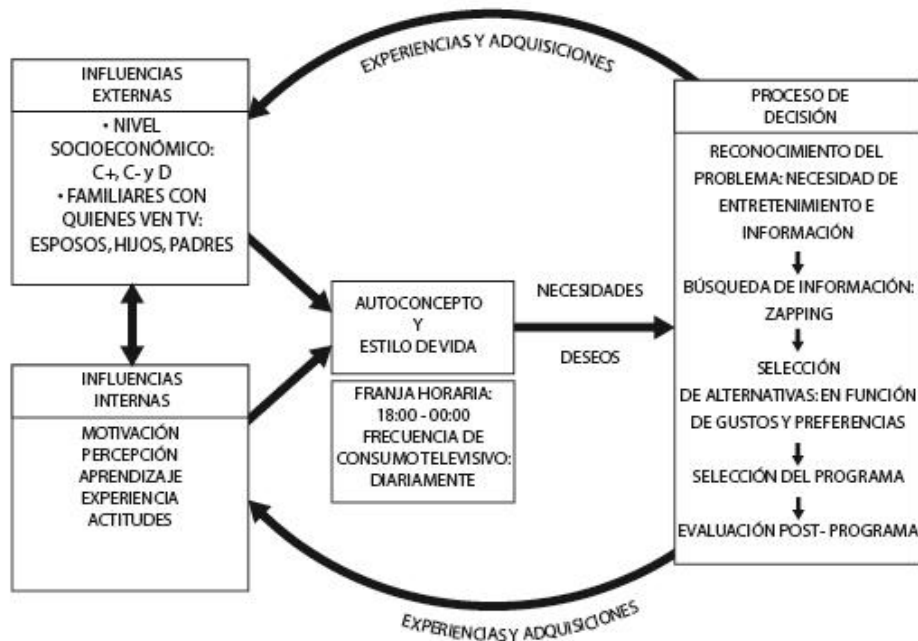 EXPERIENCIAS Y ADQUISICIONES
INFLUENCIAS
EXTERNAS
• NIVEL
SOCIOECONÓMICO:
C+, C- y D
• FAMILIARES CON
QUIENES VEN TV:
ESPOSOS, HIJOS, PADRES
INFLUENCIAS
INTERNAS
MOTIVACIÓN
PERCEPCIÓN
APRENDIZAJE
EXPERIENCIA
ACTITUDES
AUTOCONCEPTO
Y
ESTILO DE VIDA
FRANJA HORARIA:
18:00 - 00:00
FRECUENCIA DE
CONSUMO TELEVISIVO:
DIARIAMENTE
NECESIDADES
DESEOS
PROCESO DE
DECISIÓN
RECONOCIMIENTO DEL
PROBLEMA: NECESIDAD DE
ENTRETENIMIENTO E
INFORMACIÓN
BÚSQUEDA DE INFORMACIÓN:
ZAPPING
SELECCIÓN
DE ALTERNATIVAS: EN FUNCIÓN
DE GUSTOS Y PREFERENCIAS
SELECCIÓN DEL PROGRAMA
EVALUACIÓN POST- PROGRAMA
EXPERIENCIAS Y ADQUISICIONES